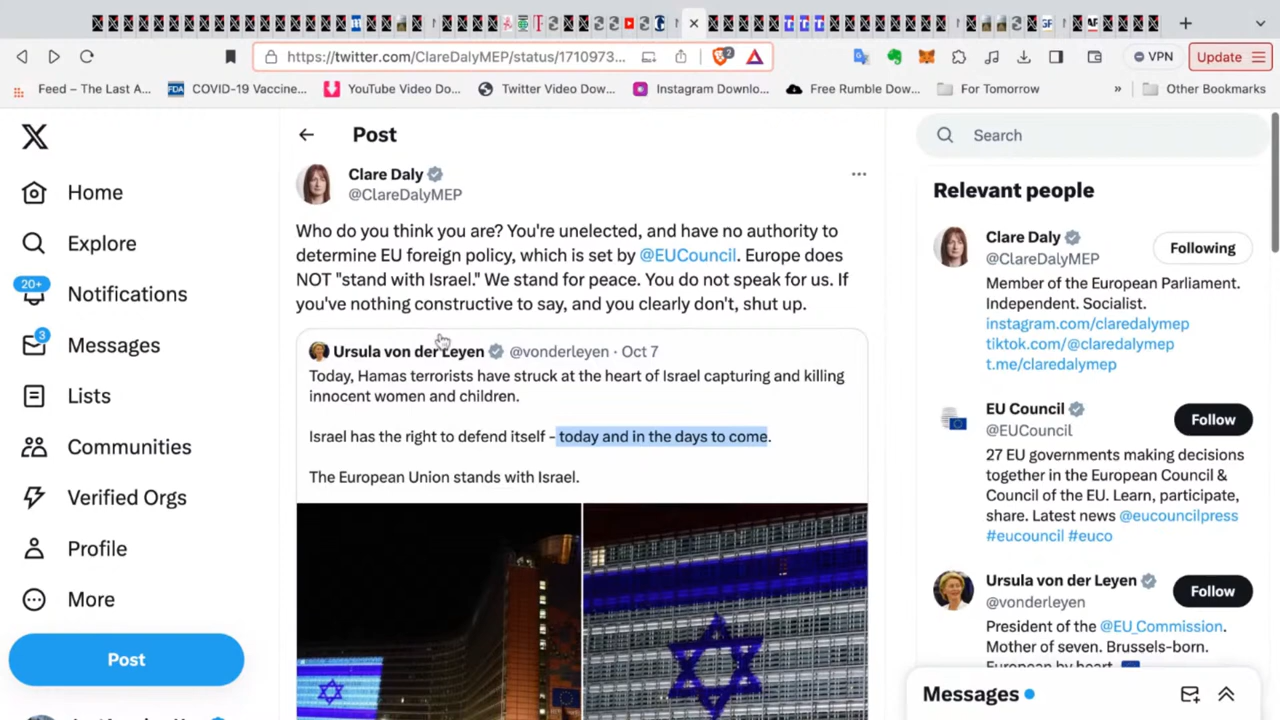 https://twitter.com/ClareDalyMEP/status/1710973...
2
VPN
Update
Feed – The Last A...
FDA
COVID-19 Vaccine...
YouTube Video Do...
Twitter Video Dow...
Instagram Downlo...
Free Rumble Dow...
For Tomorrow
»
Other Bookmarks
Home
Explore
20+
Notifications
3
Messages
Lists
Communities
Verified Orgs
Profile
More
Post
Post
Clare Daly
@ClareDalyMEP
Who do you think you are? You're unelected, and have no authority to
determine EU foreign policy, which is set by @EUCouncil. Europe does
NOT "stand with Israel." We stand for peace. You do not speak for us. If
you've nothing constructive to say, and you clearly don't, shut up.
Ursula von der Leyen @vonderleyen · Oct 7
Today, Hamas terrorists have struck at the heart of Israel capturing and killing
innocent women and children.
Israel has the right to defend itself – today and in the days to come.
The European Union stands with Israel.
Search
Relevant people
Clare Daly
@ClareDalyMEP
Following
Member of the European Parliament.
Independent. Socialist.
instagram.com/claredalymep
tiktok.com/@claredalymep
t.me/claredalymep
EU Council
@EUCouncil
Follow
27 EU governments making decisions
together in the European Council &
Council of the EU. Learn, participate,
share. Latest news @eucouncilpress
#eucouncil #euco
Ursula von der Leyen
@vonderleyen
Follow
President of the @EU_Commission.
Mother of seven. Brussels-born.
European by heart.
Messages